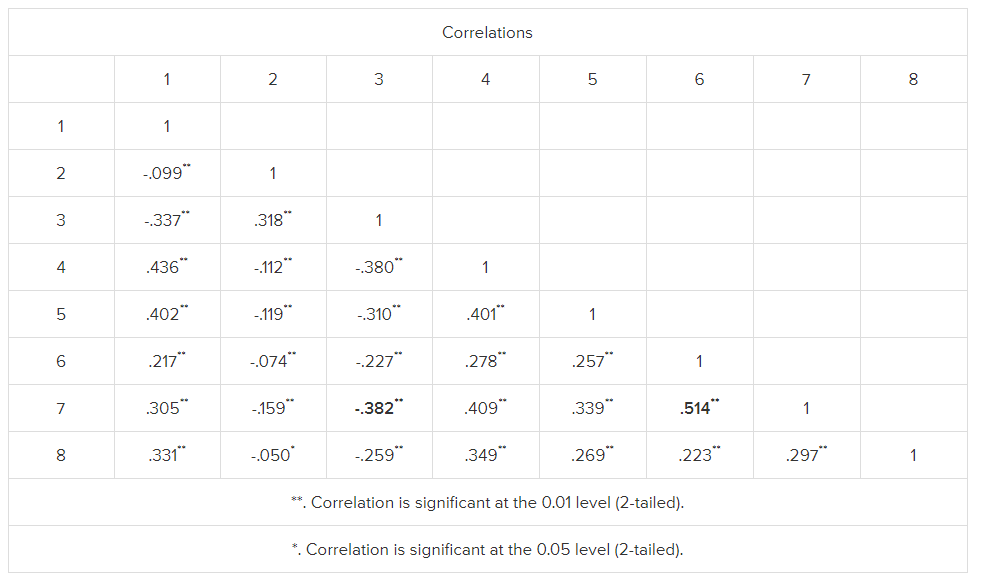 Correlations
1 2 3 4 5 6 7 8
1 1
2 -.099** 1
3 -.337** .318** 1
4 .436** -.112** -.380** 1
5 .402** -.119** -.310** .401** 1
6 .217** -.074** -.227** .278** .257** 1
7 .305** -.159** -.382** .409** .339** .514** 1
8 .331** -.050* -.259** .349** .269** .223** .297** 1
**. Correlation is significant at the 0.01 level (2-tailed).
*. Correlation is significant at the 0.05 level (2-tailed).